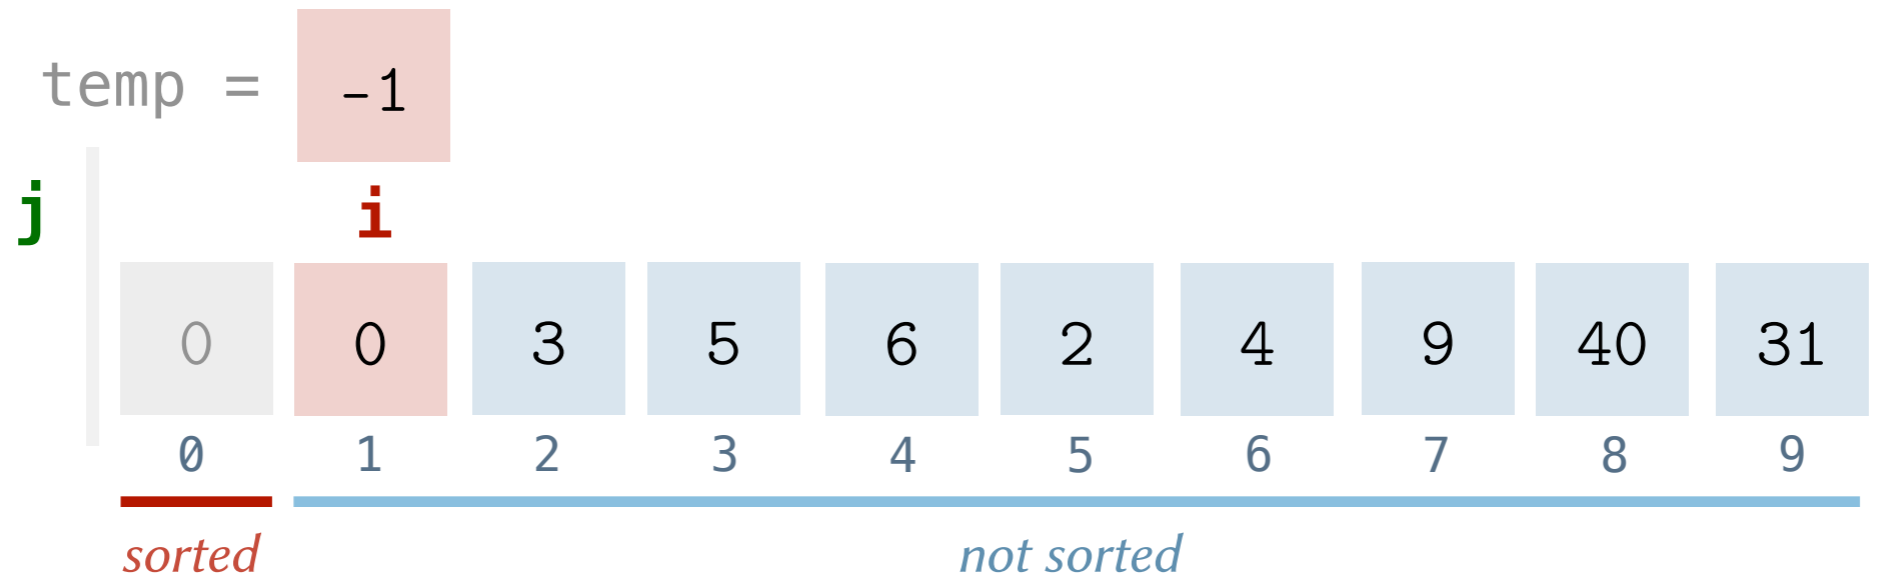 temp = -1
j i
0 0 3 5 6 2 4 9 40 31
0 1 2 3 4 5 6 7 8 9
sorted not sorted